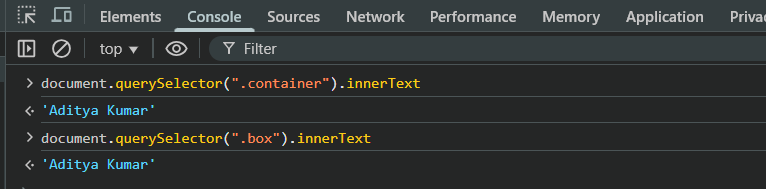 Elements Console Sources Network Performance Memory Application Priva
top Filter
document.querySelector(".container").innerText
'Aditya Kumar'
document.querySelector(".box").innerText
'Aditya Kumar'